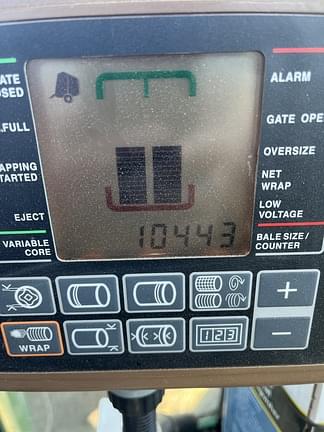 ATE
OSED
.FULL
APPING
TARTED
EJECT
VARIABLE
CORE
10443
ALARM
GATE OPE
OVERSIZE
NET
WRAP
LOW
VOLTAGE
BALE SIZE/
COUNTER
123
+
WRAP
−